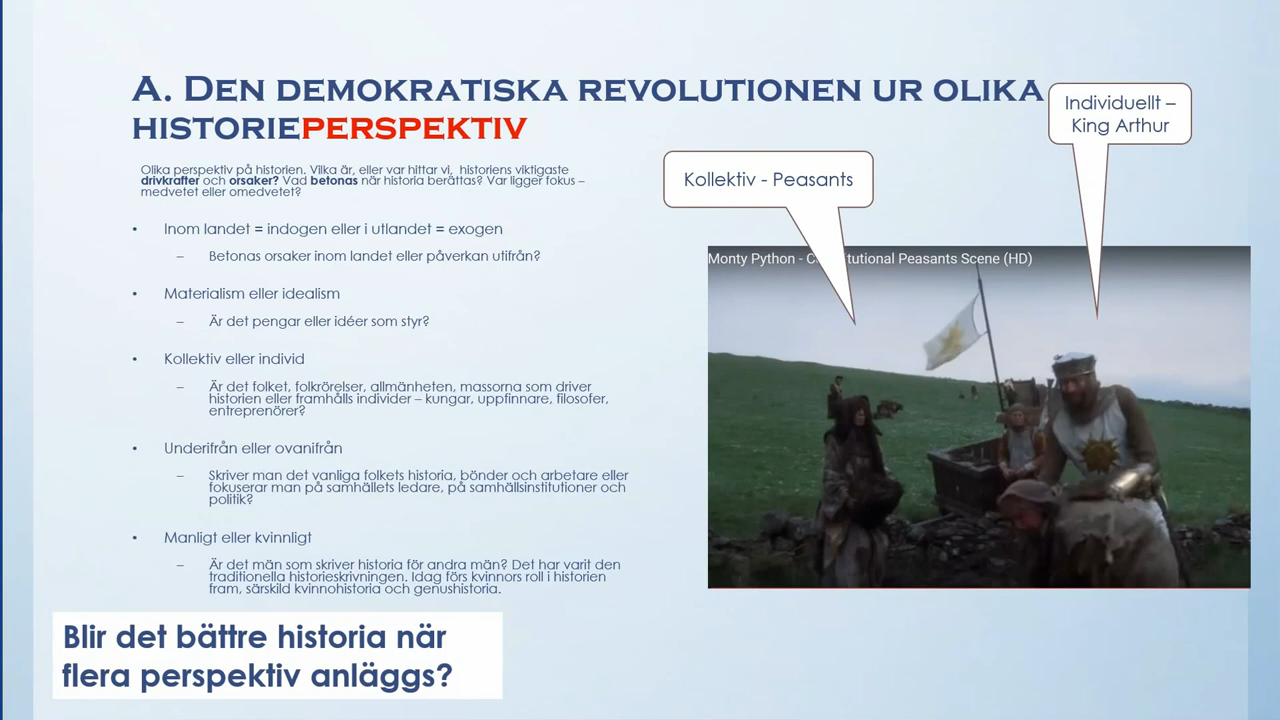 A. Den demokratiska revolutionen ur olika
historieperspektiv
Individuellt –
King Arthur
Kollektiv - Peasants
Olika perspektiv på historien. Vilka är, eller var hittar vi,  historiens viktigaste
drivkrafter och orsaker? Vad betonas när historia berättas? Var ligger fokus –
medvetet eller omedvetet?
• Inom landet = indogen eller i utlandet = exogen
– Betonas orsaker inom landet eller påverkan utifrån?
• Materialism eller idealism
– Är det pengar eller idéer som styr?
• Kollektiv eller individ
– Är det folket, folkrörelser, allmänheten, massorna som driver
historien eller framhålls individer – kungar, uppfinnare, filosofer,
entreprenörer?
• Underifrån eller ovanifrån
– Skriver man det vanliga folkets historia, bönder och arbetare eller
fokuserar man på samhällets ledare, på samhällsinstitutioner och
politik?
• Manligt eller kvinnligt
– Är det män som skriver historia för andra män? Det har varit den
traditionella historieskrivningen. Idag förs kvinnors roll i historien
fram, särskild kvinnohistoria och genushistoria.
Monty Python - C tutional Peasants Scene (HD)
Blir det bättre historia när
flera perspektiv anläggs?